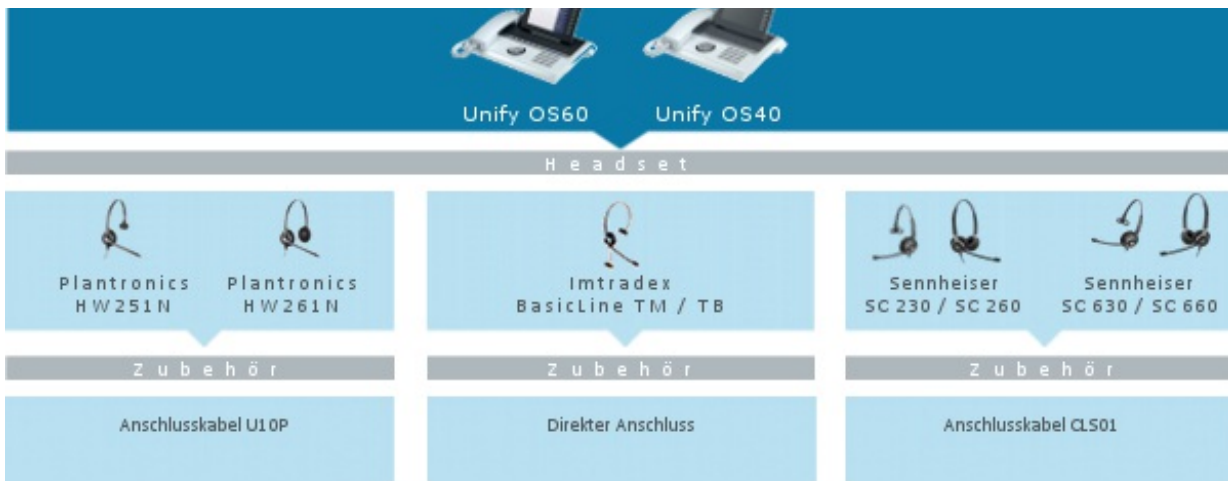 Unify OS60
Unify OS40
Headset
Plantronics
HW251N
Plantronics
HW261N
Imtradex
BasicLine TM / TB
Sennheiser
SC 230 / SC 260
Sennheiser
SC 630 / SC 660
Zubehör
Zubehör
Zubehör
Anschlusskabel U10P
Direkter Anschluss
Anschlusskabel CLS01